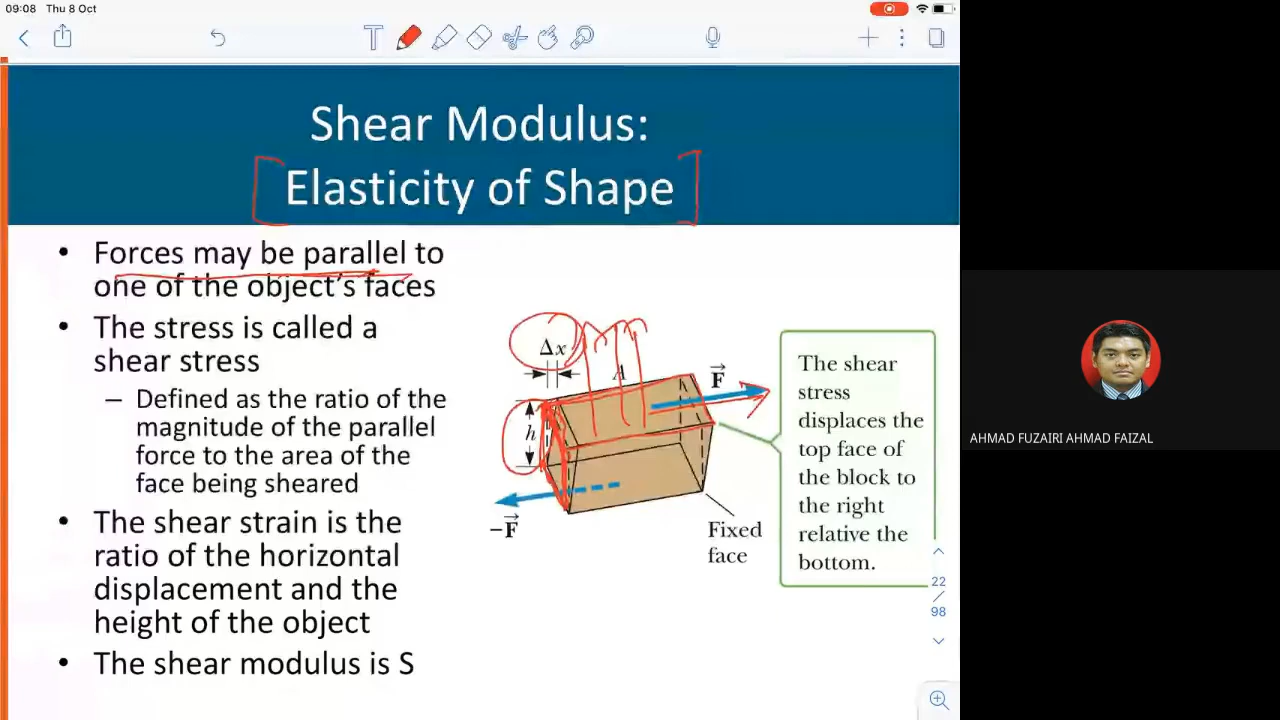 09:08 Thu 8 Oct
Shear Modulus:
Elasticity of Shape
• Forces may be parallel to
one of the object's faces
• The stress is called a
shear stress
– Defined as the ratio of the
magnitude of the parallel
force to the area of the
face being sheared
• The shear strain is the
ratio of the horizontal
displacement and the
height of the object
• The shear modulus is S
Δx
A
F
h
−F
Fixed
face
The shear
stress
displaces the
top face of
the block to
the right
relative the
bottom.
22
/
98
AHMAD FUZAIRI AHMAD FAIZAL